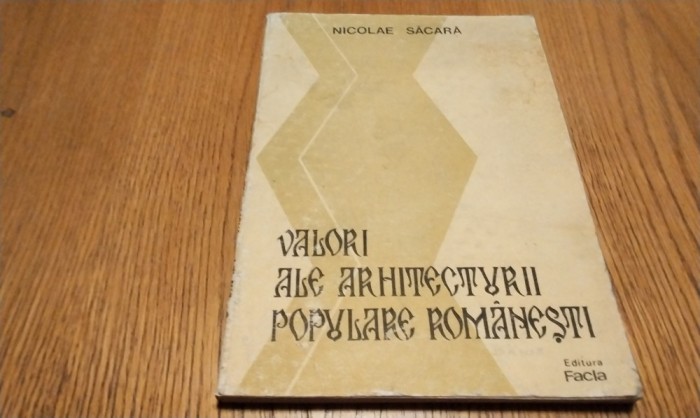 NICOLAE SĂCARĂ
VALORI
ALE ARHITECTURII
POPULARE ROMÂNEȘTI
Editura
Facla